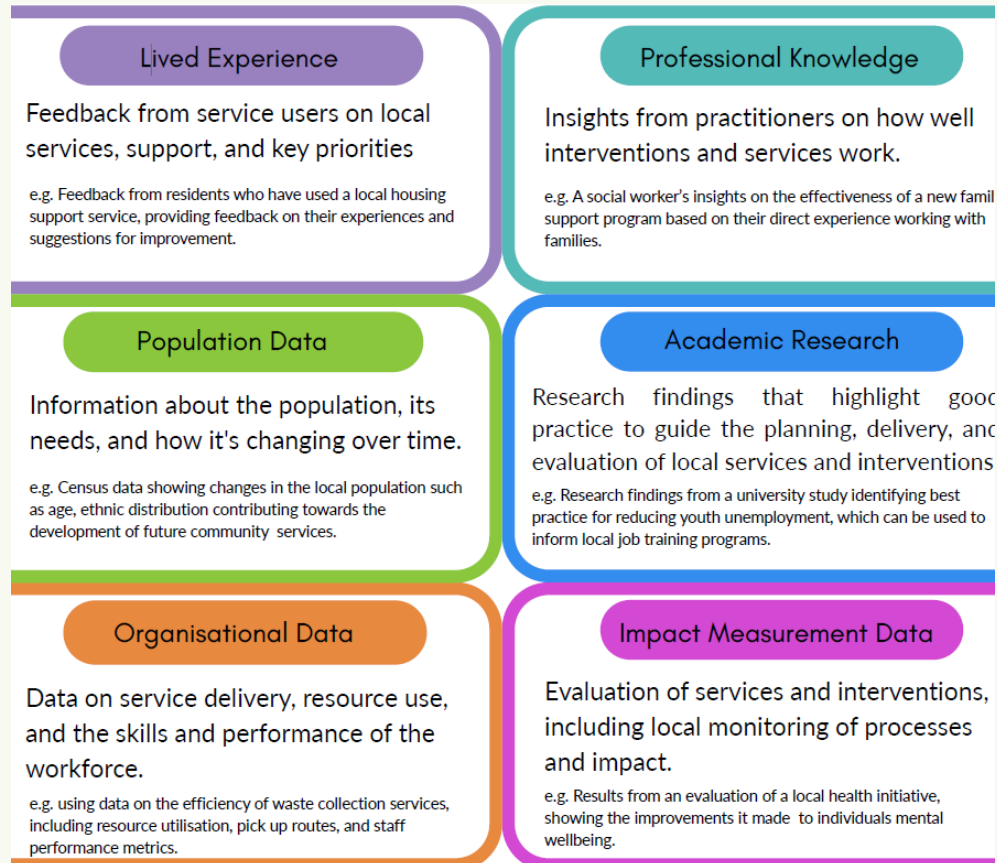 Lived Experience
Feedback from service users on local
services, support, and key priorities
e.g. Feedback from residents who have used a local housing
support service, providing feedback on their experiences and
suggestions for improvement.
Professional Knowledge
Insights from practitioners on how well
interventions and services work.
e.g. A social worker's insights on the effectiveness of a new famil
support program based on their direct experience working with
families.
Population Data
Information about the population, its
needs, and how it's changing over time.
e.g. Census data showing changes in the local population such
as age, ethnic distribution contributing towards the
development of future community services.
Academic Research
Research findings that highlight good
practice to guide the planning, delivery, and
evaluation of local services and interventions
e.g. Research findings from a university study identifying best
practice for reducing youth unemployment, which can be used to
inform local job training programs.
Organisational Data
Data on service delivery, resource use,
and the skills and performance of the
workforce.
e.g. using data on the efficiency of waste collection services,
including resource utilisation, pick up routes, and staff
performance metrics.
Impact Measurement Data
Evaluation of services and interventions,
including local monitoring of processes
and impact.
e.g. Results from an evaluation of a local health initiative,
showing the improvements it made to individuals mental
wellbeing.